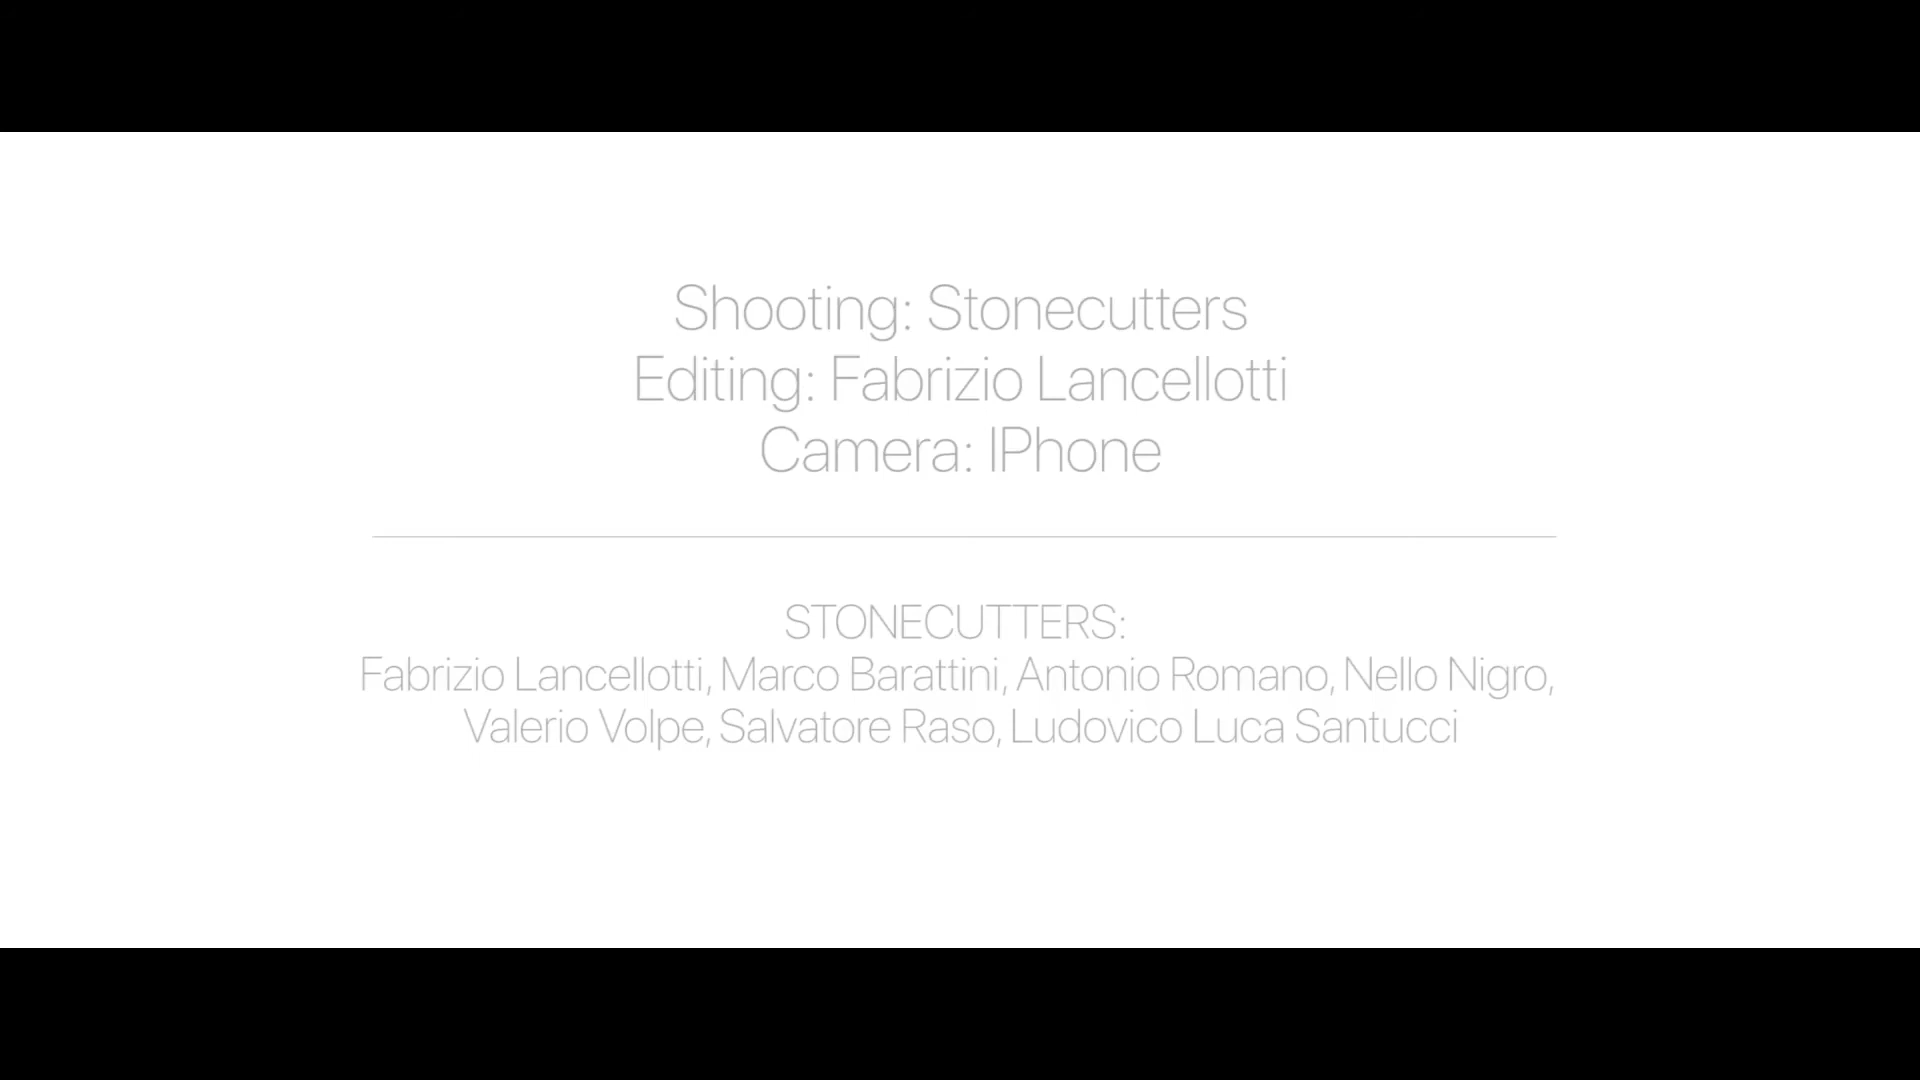 Shooting: Stonecutters
Editing: Fabrizio Lancellotti
Camera: IPhone
STONECUTTERS:
Fabrizio Lancellotti, Marco Barattini, Antonio Romano, Nello Nigro,
Valerio Volpe, Salvatore Raso, Ludovico Luca Santucci